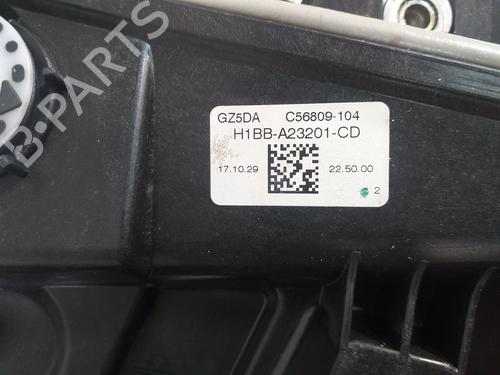 B-PARTS
GZ5DA C56809-104
H1BB-A23201-CD
17.10.29 22.50.00
2